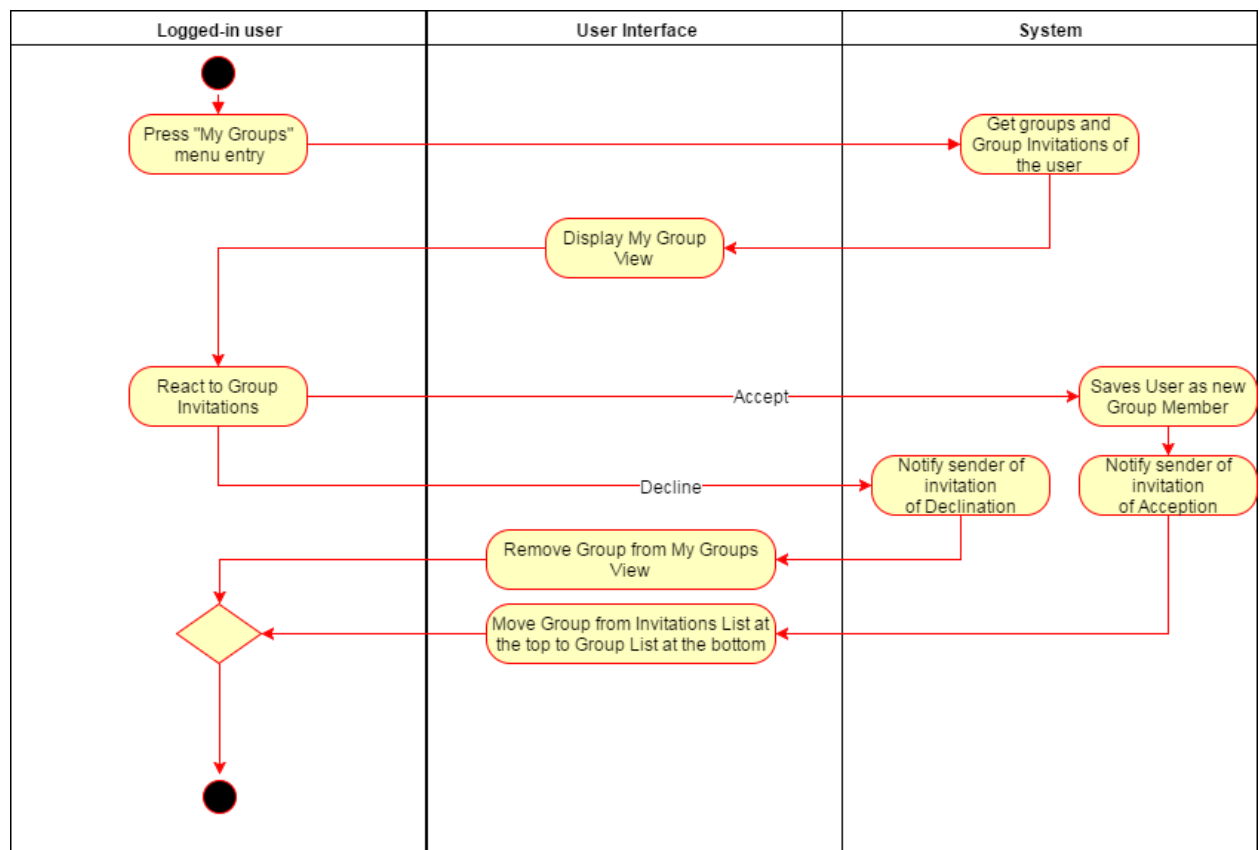 Logged-in user
User Interface
System
Press "My Groups"
menu entry
Get groups and
Group Invitations of
the user
Display My Group
View
React to Group
Invitations
Accept
Saves User as new
Group Member
Decline
Notify sender of
invitation
of Declination
Notify sender of
invitation
of Acception
Remove Group from My Groups
View
Move Group from Invitations List at
the top to Group List at the bottom